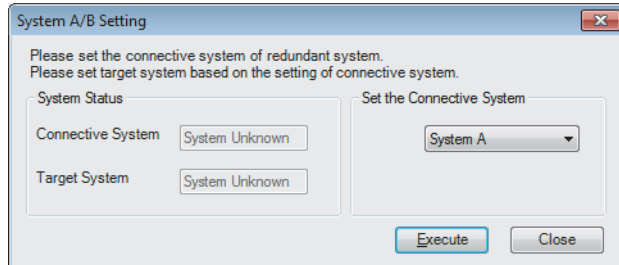 System A/B Setting
Please set the connective system of redundant system.
Please set target system based on the setting of connective system.
System Status
Connective System
System Unknown
Target System
System Unknown
Set the Connective System
System A
Execute
Close